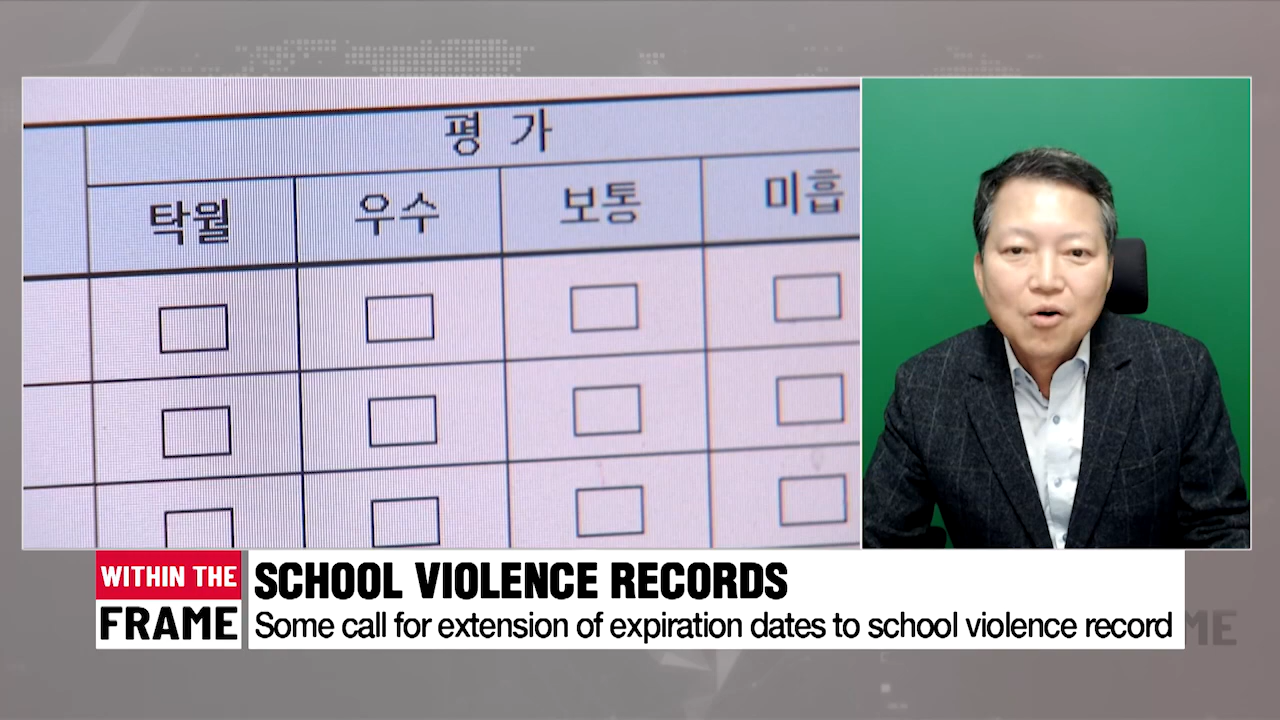 평 가
탁월 우수 보통 미흡
WITHIN THE
FRAME
SCHOOL VIOLENCE RECORDS
Some call for extension of expiration dates to school violence record
ME